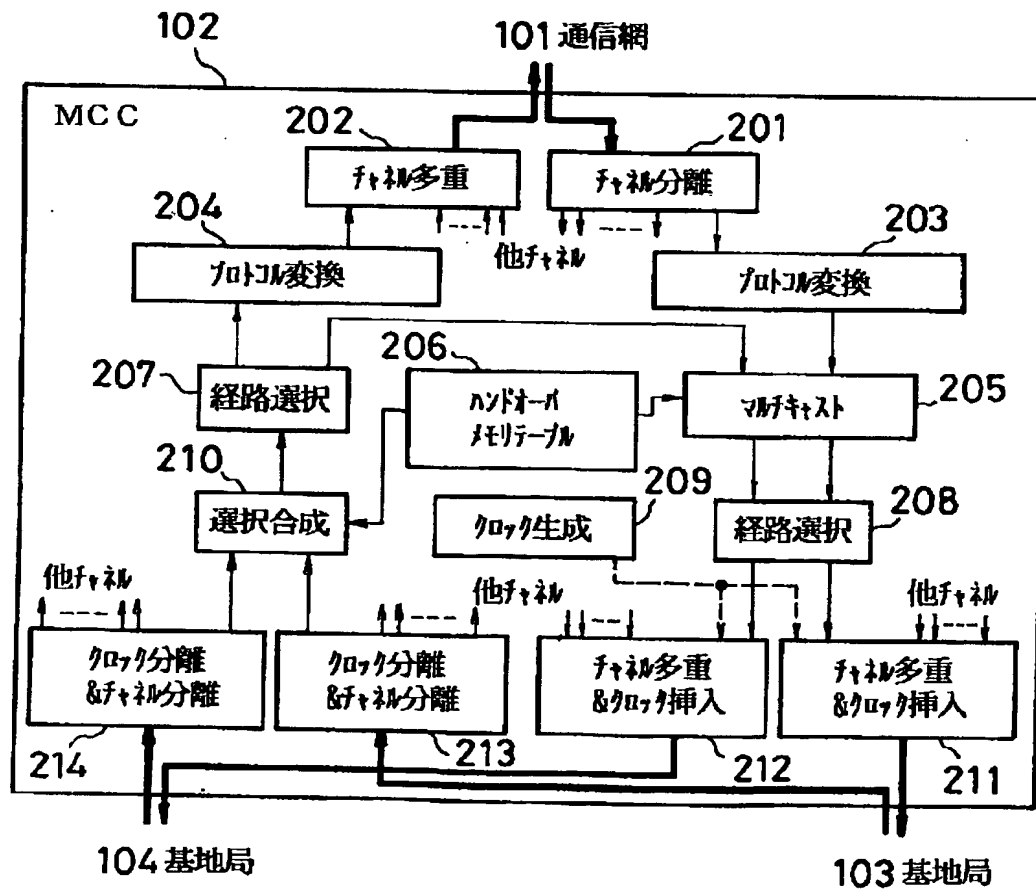 102
101 通信網
MCC
202
201
チャネル多重
チャネル分離
204
203
他チャネル
プロトコル変換
プロトコル変換
206
207
205
経路選択
ハンドオーバ
メモリテーブル
マルチキャスト
210
209
208
選択合成
クロック生成
経路選択
他チャネル
他チャネル
他チャネル
クロック分離
&チャネル分離
クロック分離
&チャネル分離
チャネル多重
&クロック挿入
チャネル多重
&クロック挿入
214
213
212
211
104 基地局
103 基地局